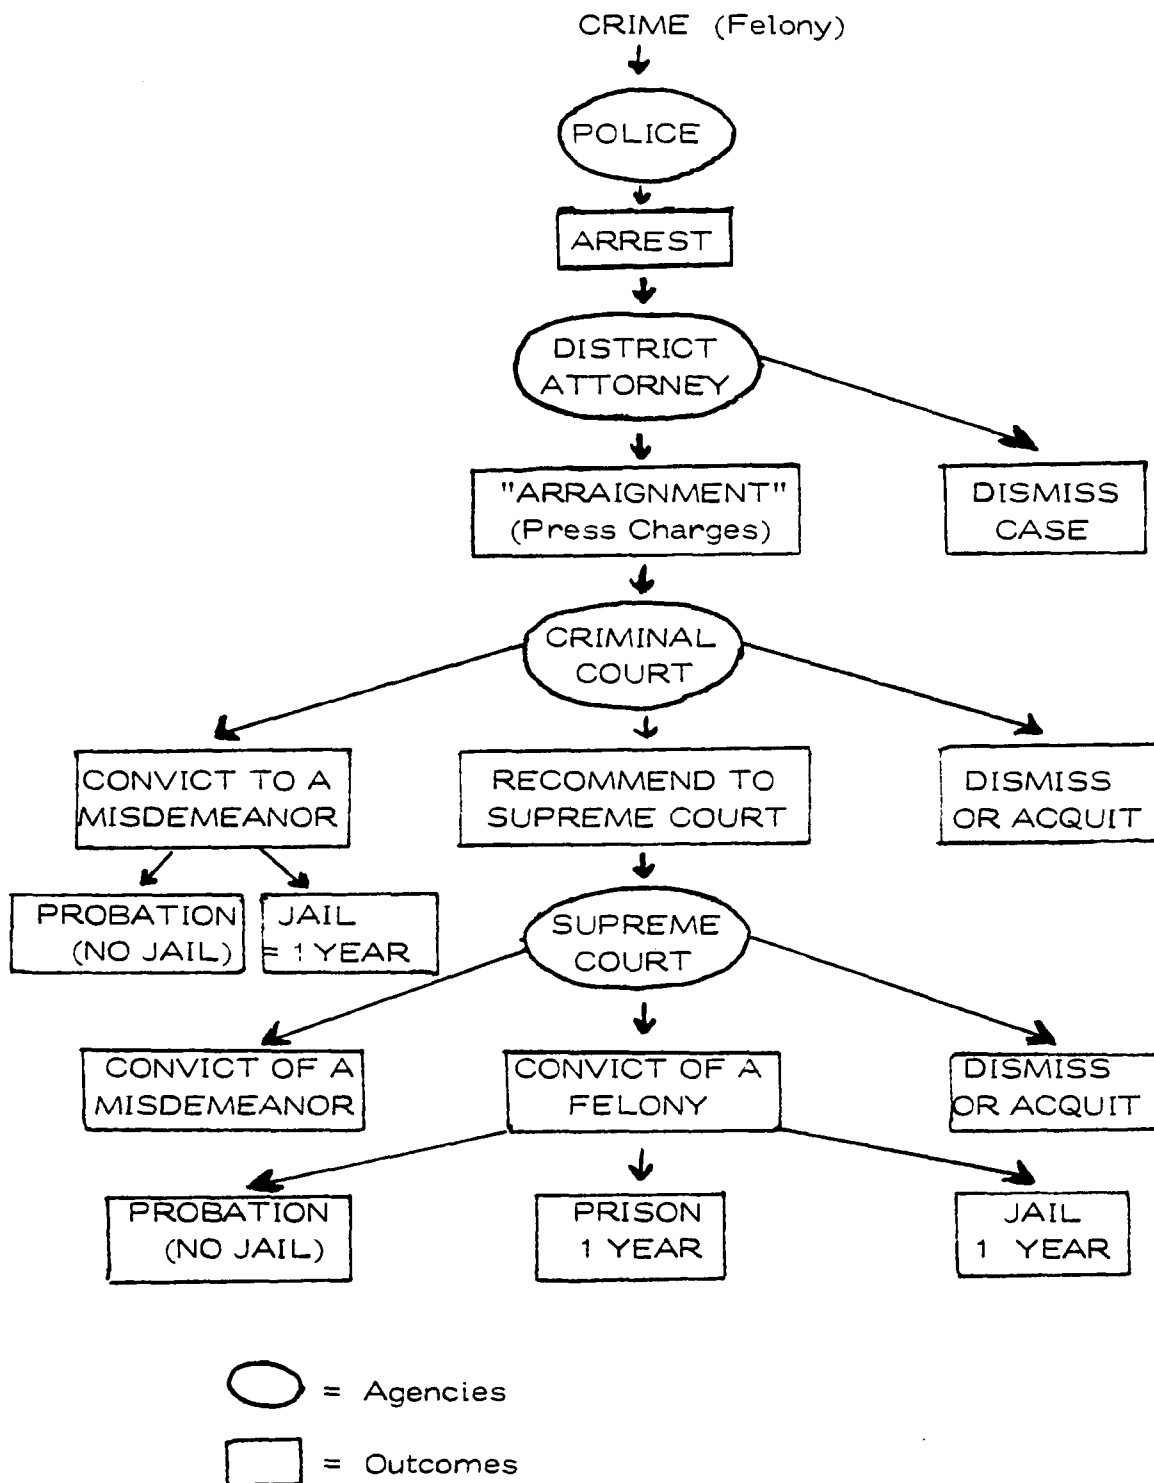 CRIME (Felony)
POLICE
ARREST
DISTRICT
ATTORNEY
"ARRAIGNMENT"
(Press Charges)
DISMISS
CASE
CRIMINAL
COURT
CONVICT TO A
MISDEMEANOR
RECOMMEND TO
SUPREME COURT
DISMISS
OR ACQUIT
PROBATION
(NO JAIL)
JAIL
= 1 YEAR
SUPREME
COURT
CONVICT OF A
MISDEMEANOR
CONVICT OF A
FELONY
DISMISS
OR ACQUIT
PROBATION
(NO JAIL)
PRISON
1 YEAR
JAIL
1 YEAR
= Agencies
= Outcomes